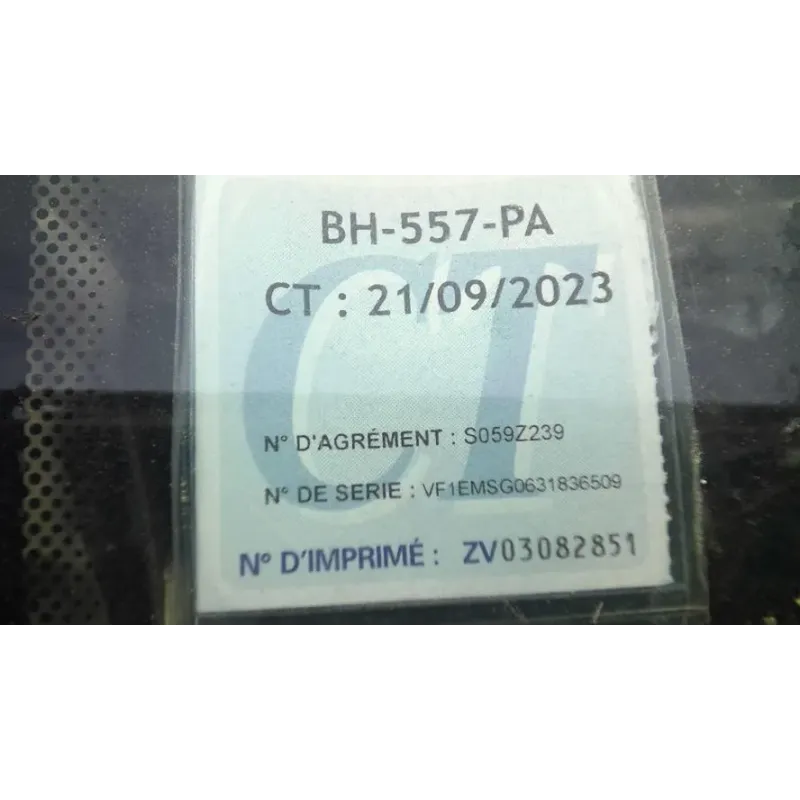 BH-557-PA
CT : 21/09/2023
N° D'AGRÉMENT : S059Z239
N° DE SERIE : VF1EMSG0631836509
N° D'IMPRIMÉ : ZV03082851
CT